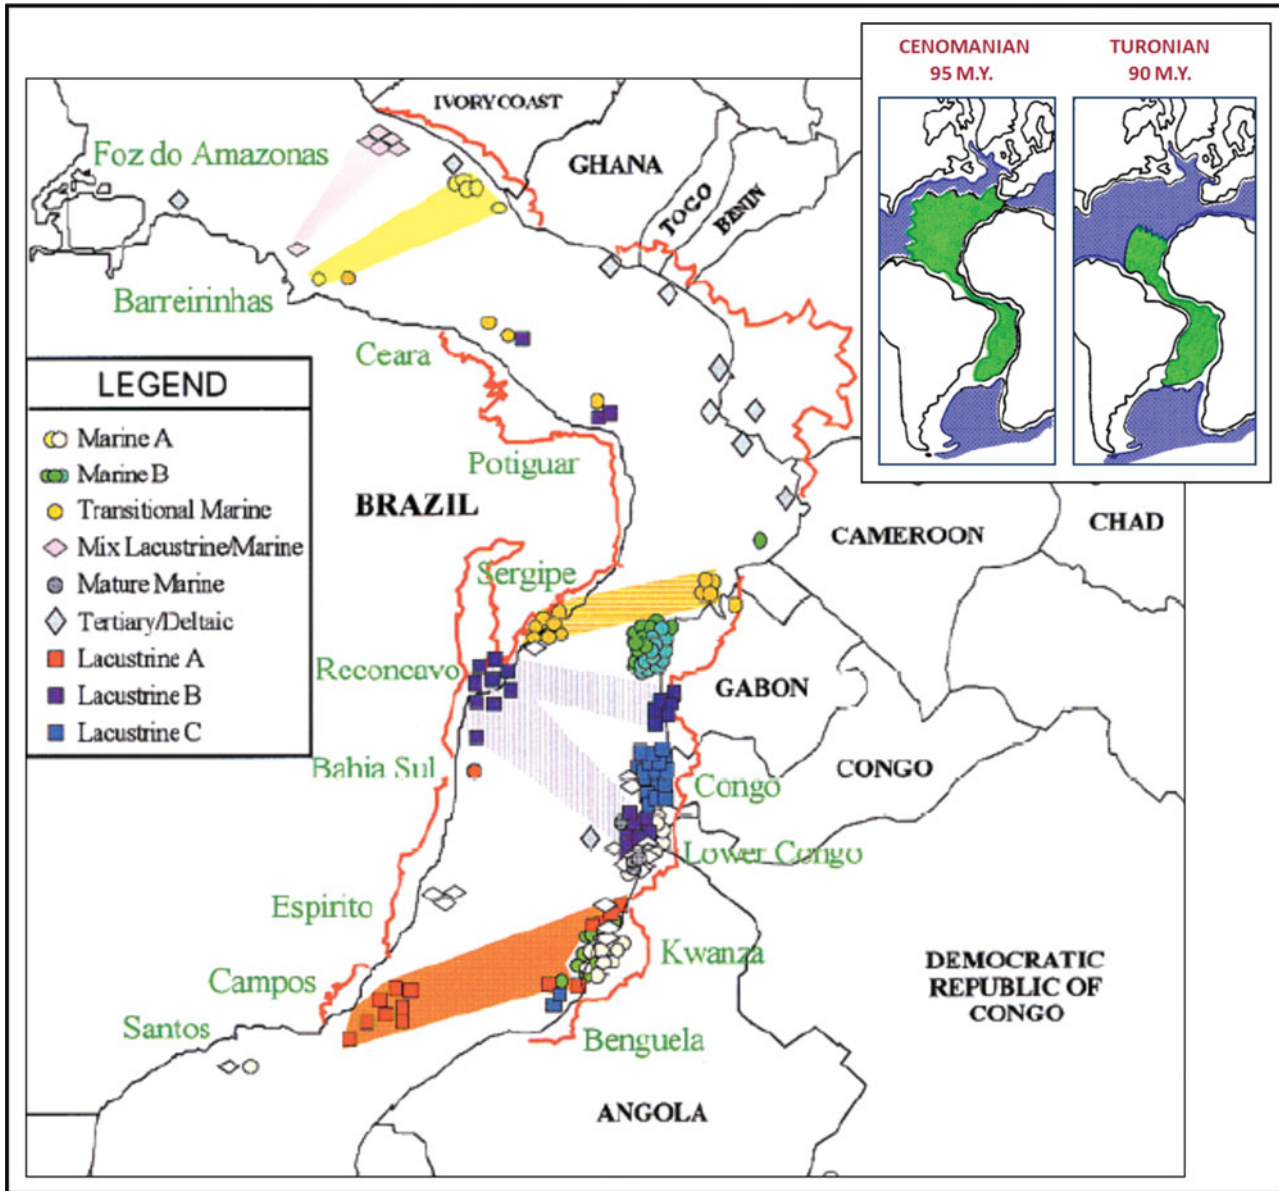 CENOMANIAN
95 M.Y.
TURONIAN
90 M.Y.
IVORY COAST
GHANA
TOGO
BENIN
Foz do Amazonas
Barreirinhas
Ceara
Potiguar
BRAZIL
CAMEROON
CHAD
LEGEND
Marine A
Marine B
Transitional Marine
Mix Lacustrine/Marine
Mature Marine
Tertiary/Deltaic
Lacustrine A
Lacustrine B
Lacustrine C
Sergipe
Reconcavo
GABON
Bahia Sul
Congo
CONGO
Lower Congo
Espirito
Kwanza
Campos
DEMOCRATIC
REPUBLIC OF
CONGO
Santos
Benguela
ANGOLA